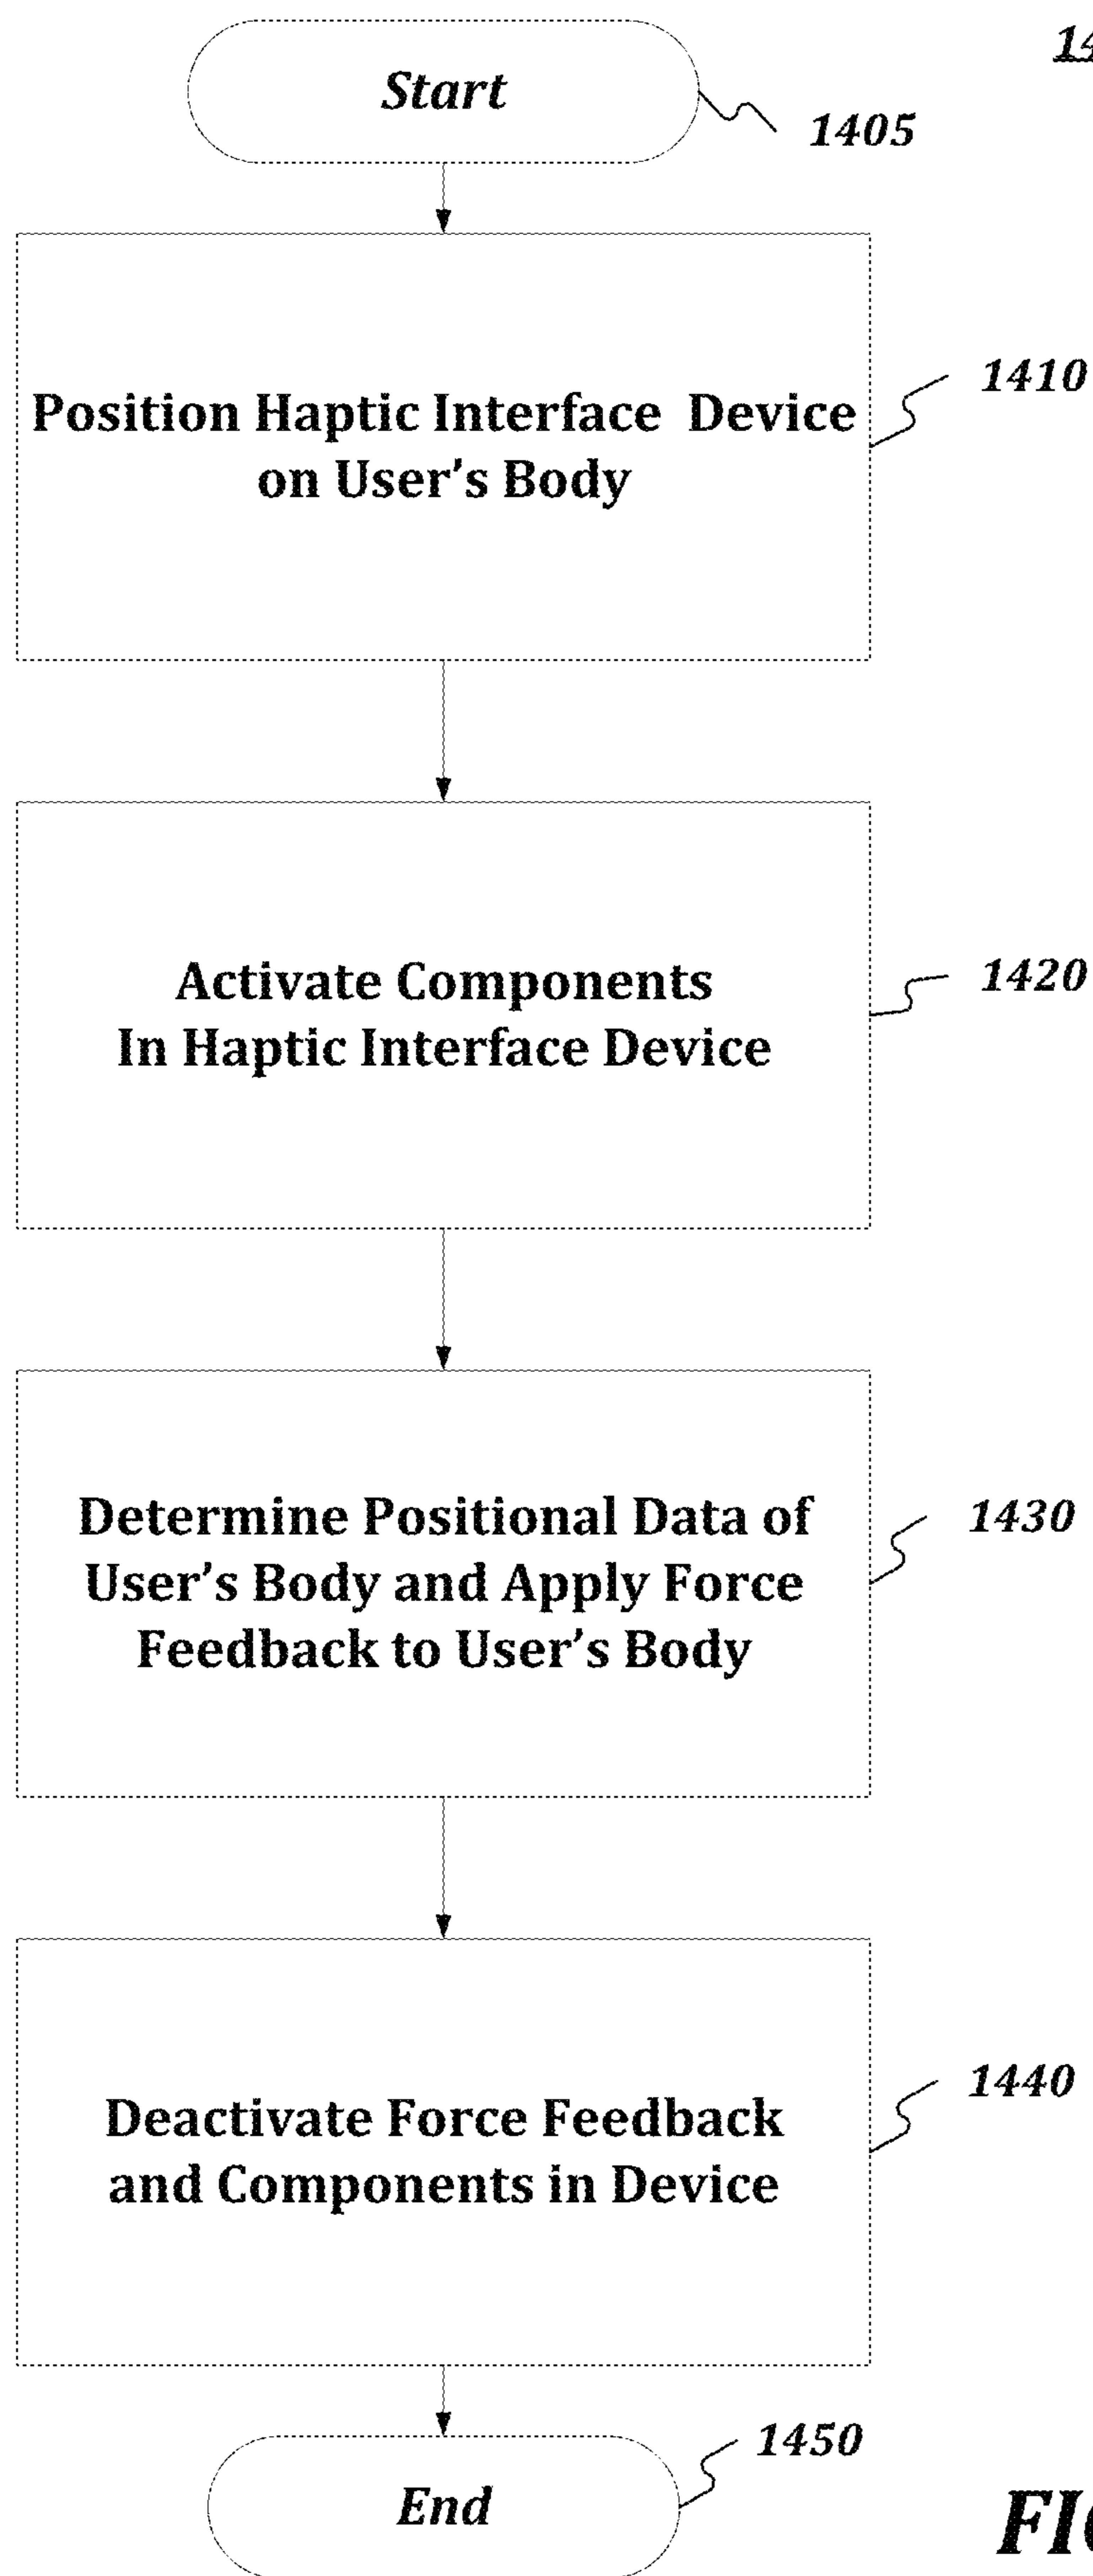 Start
1405
Position Haptic Interface Device
on User's Body
1410
Activate Components
In Haptic Interface Device
1420
Determine Positional Data of
User's Body and Apply Force
Feedback to User's Body
1430
Deactivate Force Feedback
and Components in Device
1440
End
1450